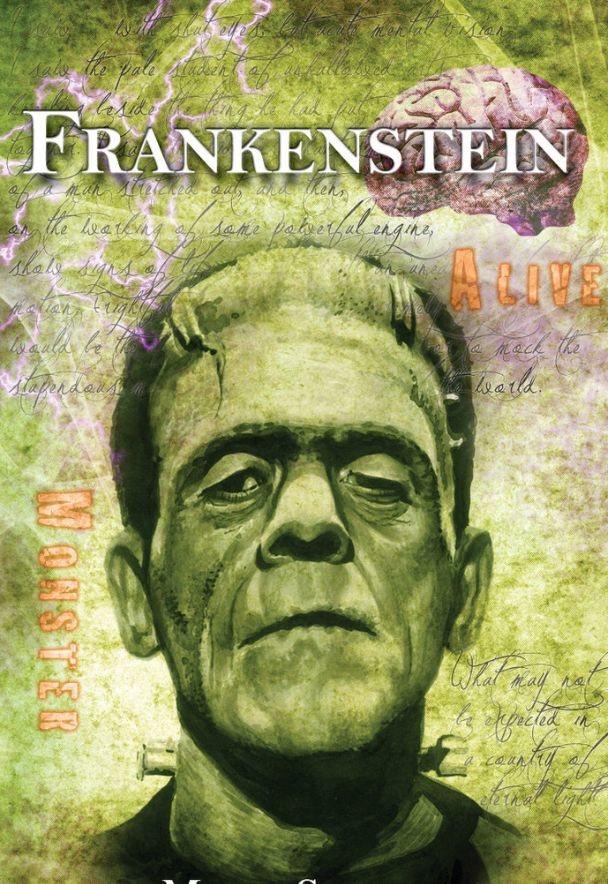 I saw — with shut eyes, but acute mental vision,
I saw the pale student of unhallowed arts
beside the thing he had put
FRANKENSTEIN
of a man stretched out, and then,
on the working of some powerful engine,
show signs of
ALIVE
motion. Frightful
would be the to mock the
stupendous the world.
MONSTER
What may not
be expected in
a country of
eternal light